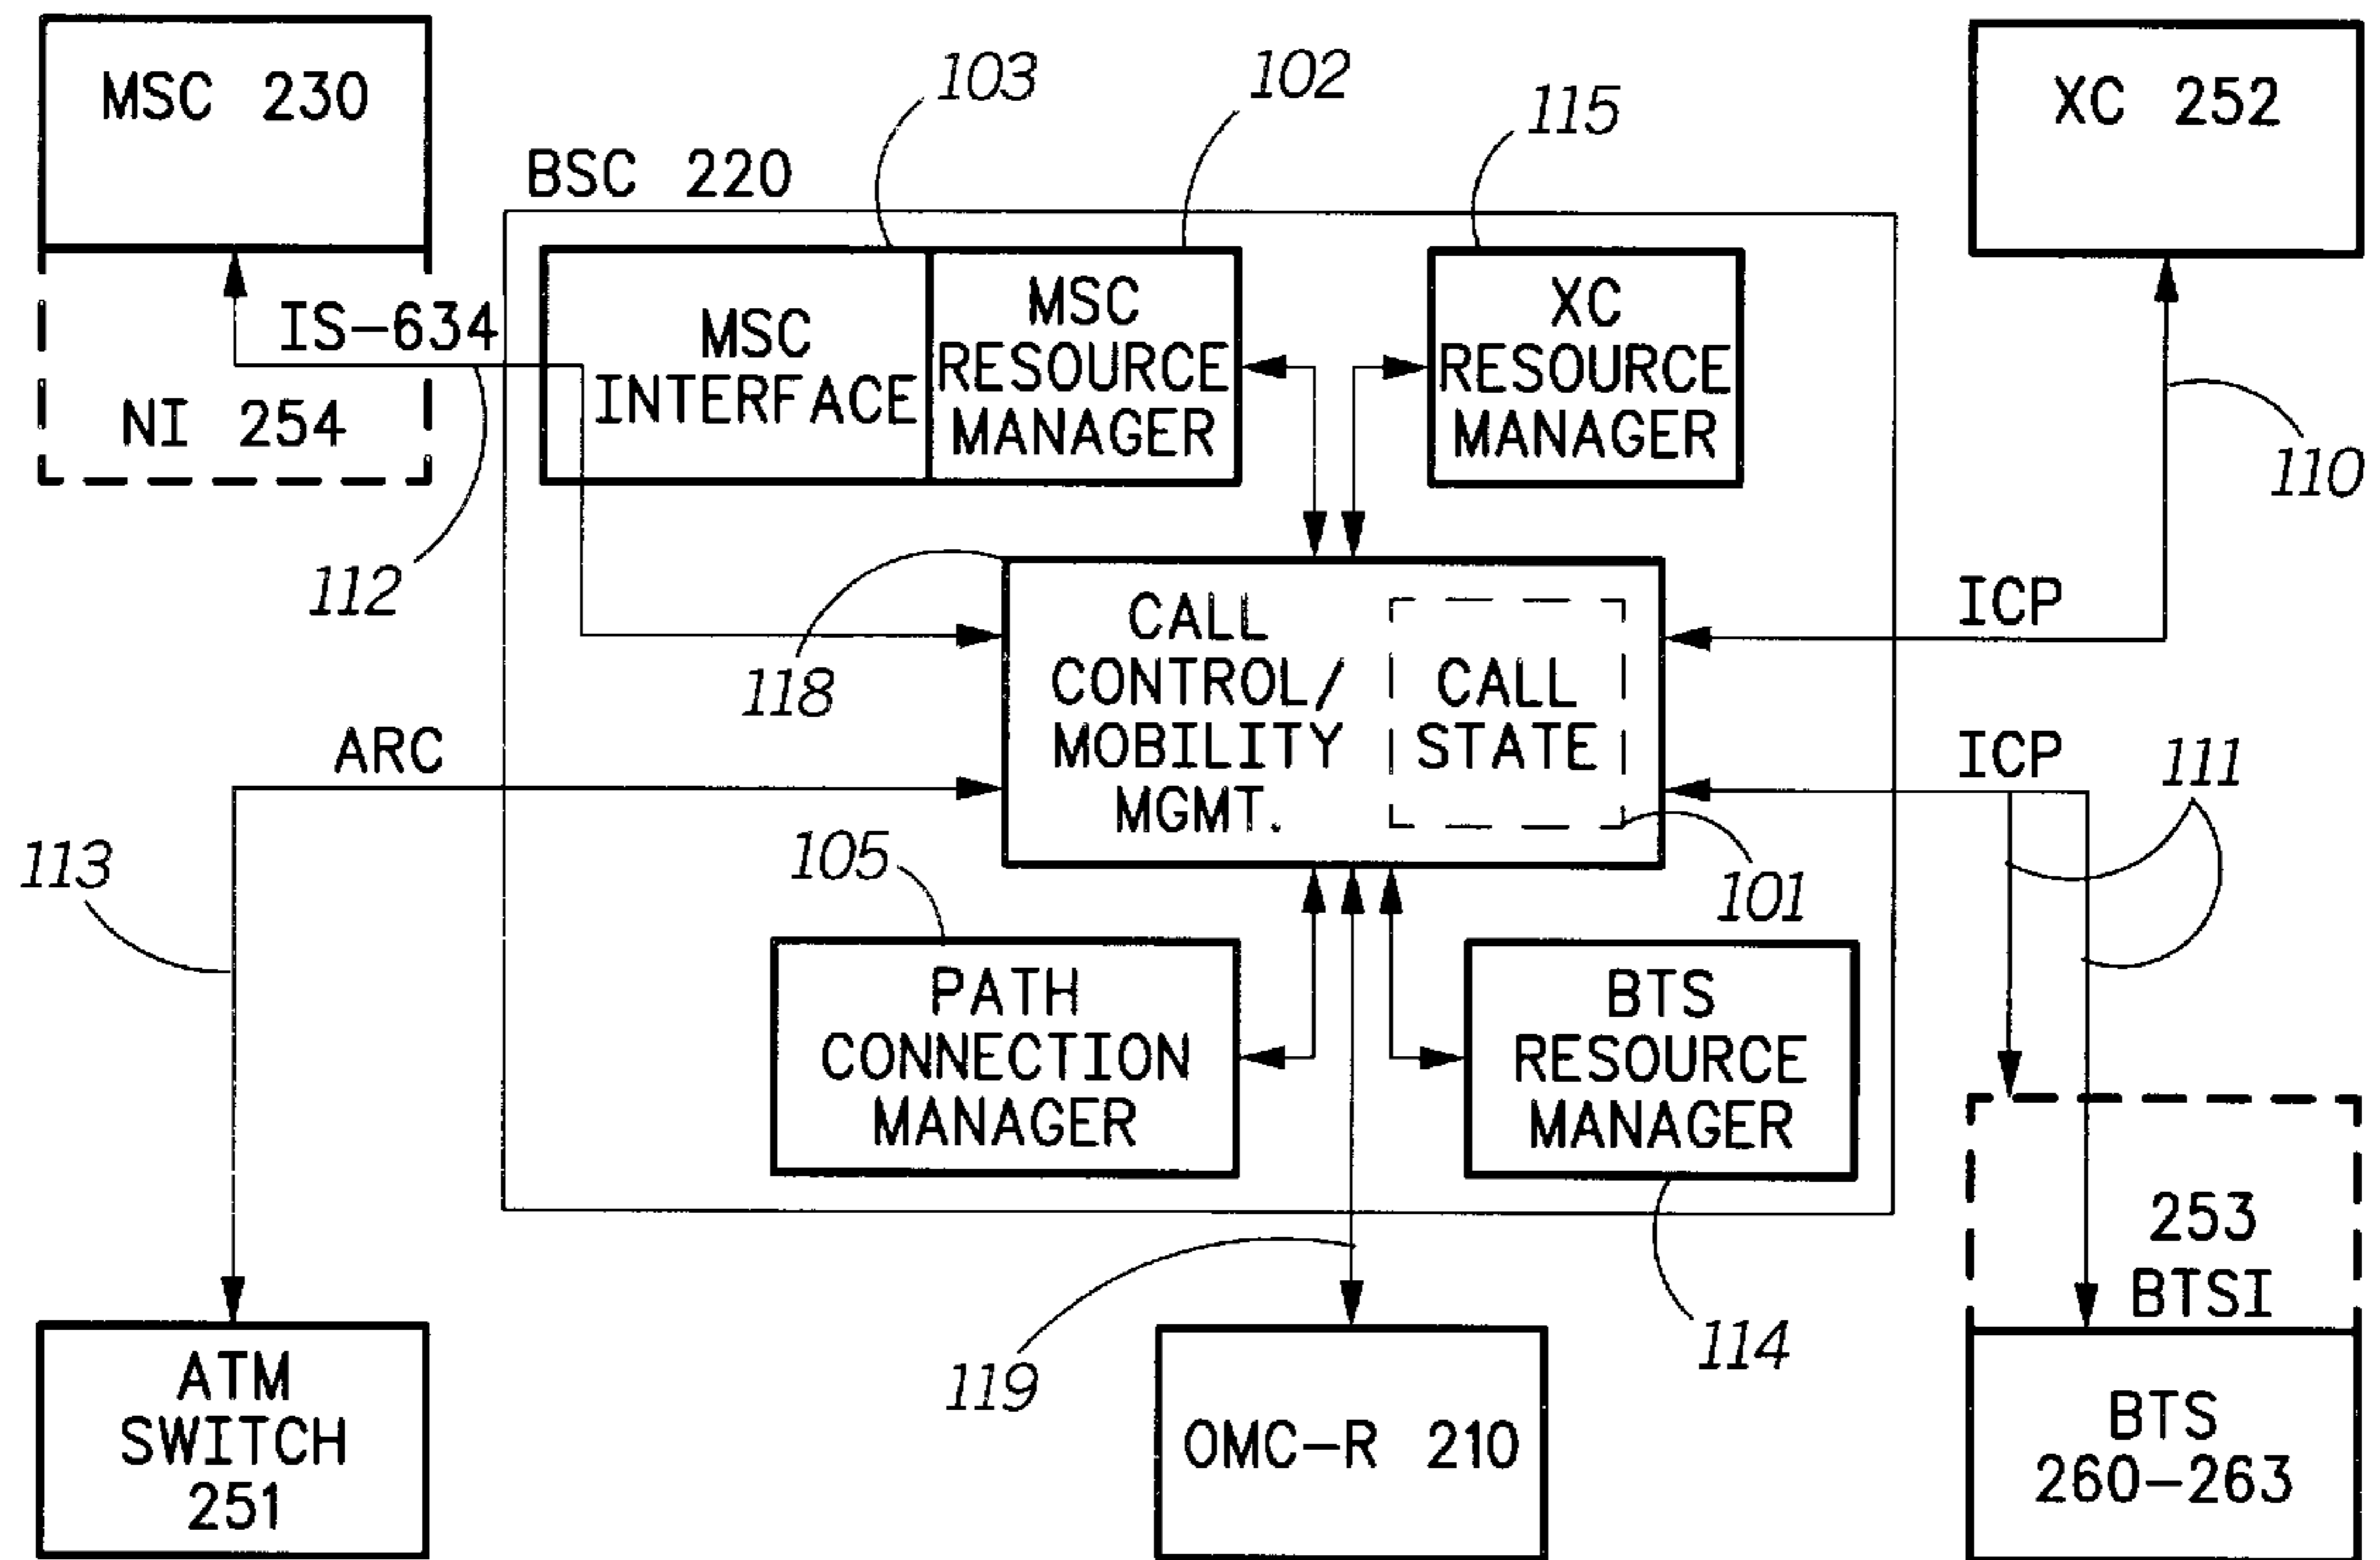 MSC 230
103
102
115
XC 252
BSC 220
IS-634
NI 254
MSC
INTERFACE
MSC
RESOURCE
MANAGER
XC
RESOURCE
MANAGER
110
112
118
CALL
CONTROL/
MOBILITY
MGMT.
CALL
STATE
ICP
ARC
ICP
111
113
105
101
PATH
CONNECTION
MANAGER
BTS
RESOURCE
MANAGER
253
BTSI
119
114
ATM
SWITCH
251
OMC-R 210
BTS
260-263